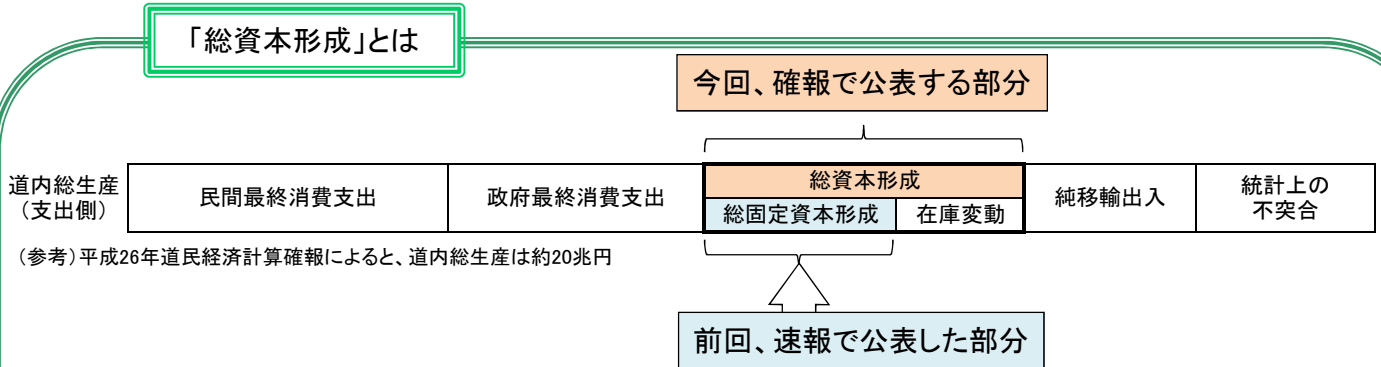 「総資本形成」とは
今回、確報で公表する部分
道内総生産
（支出側）
民間最終消費支出
政府最終消費支出
総資本形成
総固定資本形成
在庫変動
純移輸出入
統計上の
不突合
（参考）平成26年道民経済計算確報によると、道内総生産は約20兆円
前回、速報で公表した部分